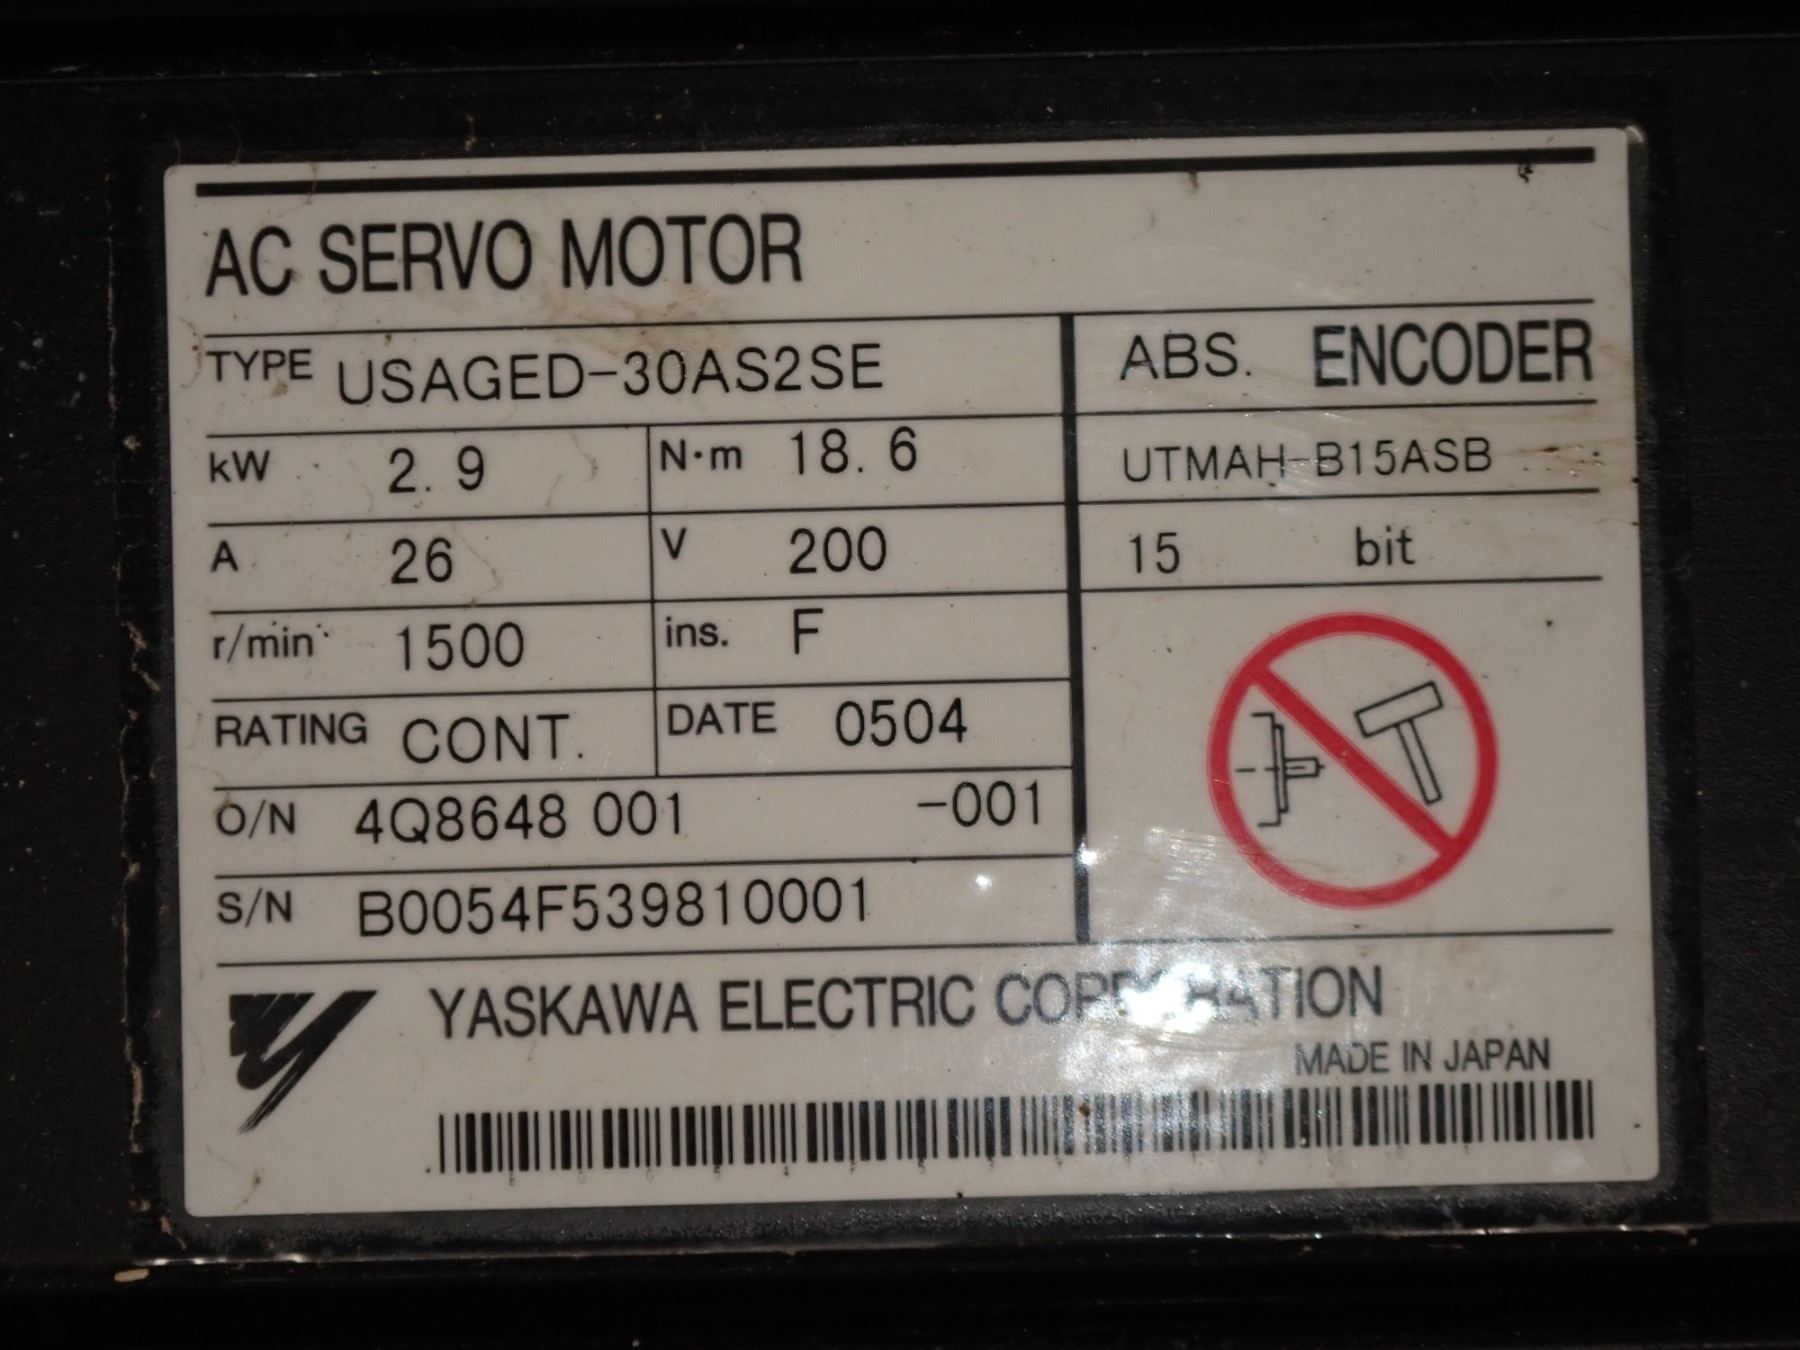 AC SERVO MOTOR
TYPE USAGED-30AS2SE
ABS. ENCODER
kW 2.9 N·m 18.6
UTMAH-B15ASB
A 26 V 200
15 bit
r/min 1500 ins. F
RATING CONT. DATE 0504
O/N 4Q8648 001 -001
S/N B0054F539810001
YASKAWA ELECTRIC CORPORATION
MADE IN JAPAN